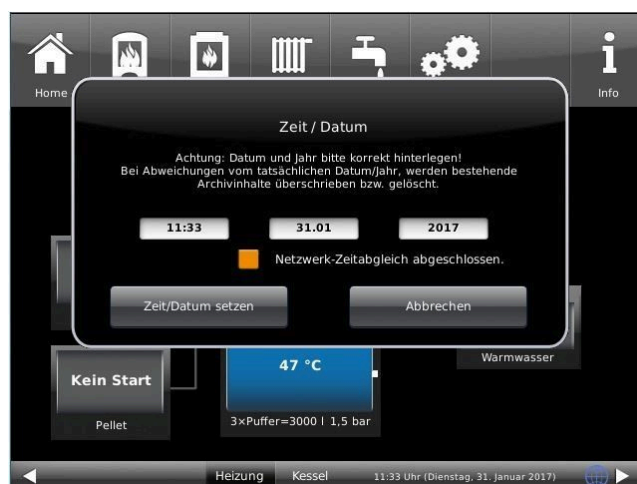 Home
Info
Zeit / Datum
Achtung: Datum und Jahr bitte korrekt hinterlegen!
Bei Abweichungen vom tatsächlichen Datum/Jahr, werden bestehende
Archivinhalte überschrieben bzw. gelöscht.
11:33 31.01 2017
Netzwerk-Zeitabgleich abgeschlossen.
Zeit/Datum setzen Abbrechen
47 °C
Warmwasser
Kein Start
Pellet
3×Puffer=3000 l 1,5 bar
Heizung Kessel 11:33 Uhr (Dienstag, 31. Januar 2017)